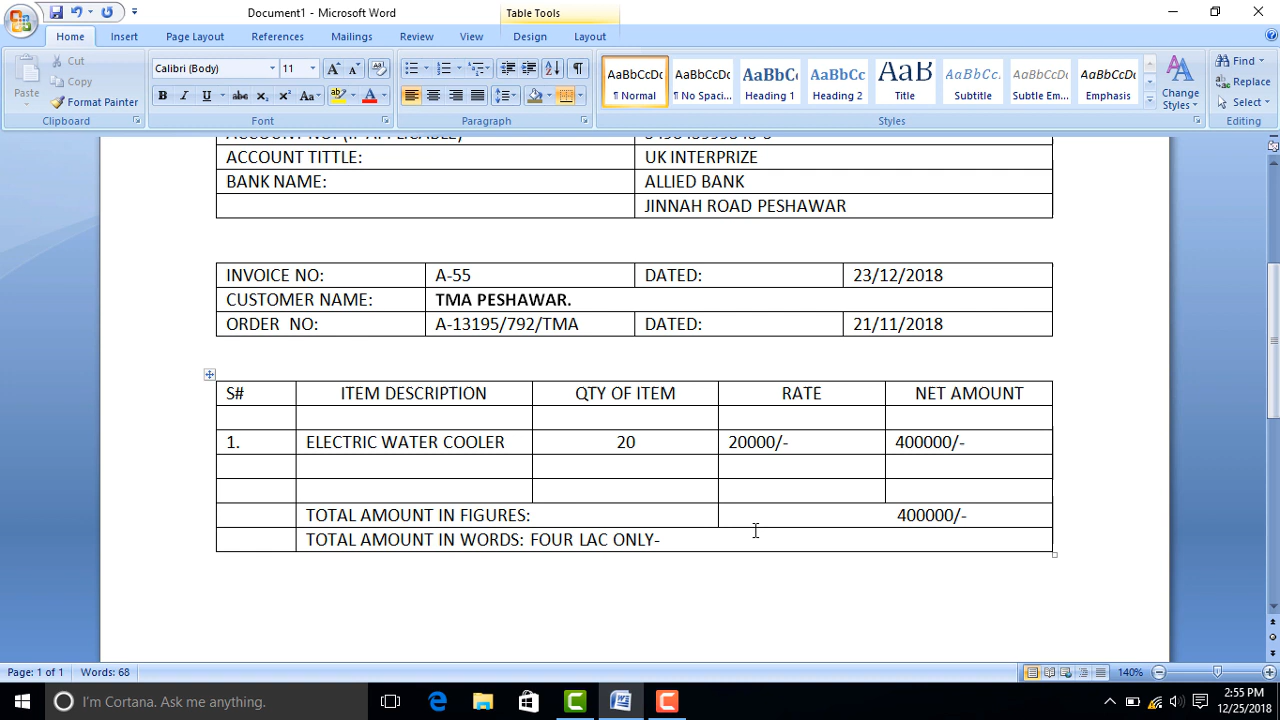 Document1 - Microsoft Word
Table Tools
Home Insert Page Layout References Mailings Review View Design Layout
Paste
Cut
Copy
Format Painter
Clipboard
Calibri (Body) 11
B I U abc x₂ x² Aa
Font
Paragraph
AaBbCcDc ¶ Normal
AaBbCcDc ¶ No Spaci...
AaBbC Heading 1
AaBbCc Heading 2
AaB Title
AaBbCc. Subtitle
AaBbCcDc Subtle Em...
AaBbCcDc Emphasis
Change Styles
Styles
Find
Replace
Select
Editing
ACCOUNT TITTLE: UK INTERPRIZE
BANK NAME: ALLIED BANK
JINNAH ROAD PESHAWAR
INVOICE NO: A-55 DATED: 23/12/2018
CUSTOMER NAME: TMA PESHAWAR.
ORDER NO: A-13195/792/TMA DATED: 21/11/2018
S# ITEM DESCRIPTION QTY OF ITEM RATE NET AMOUNT
1. ELECTRIC WATER COOLER 20 20000/- 400000/-
TOTAL AMOUNT IN FIGURES: 400000/-
TOTAL AMOUNT IN WORDS: FOUR LAC ONLY-
Page: 1 of 1 Words: 68 140%
I'm Cortana. Ask me anything.
2:55 PM
12/25/2018